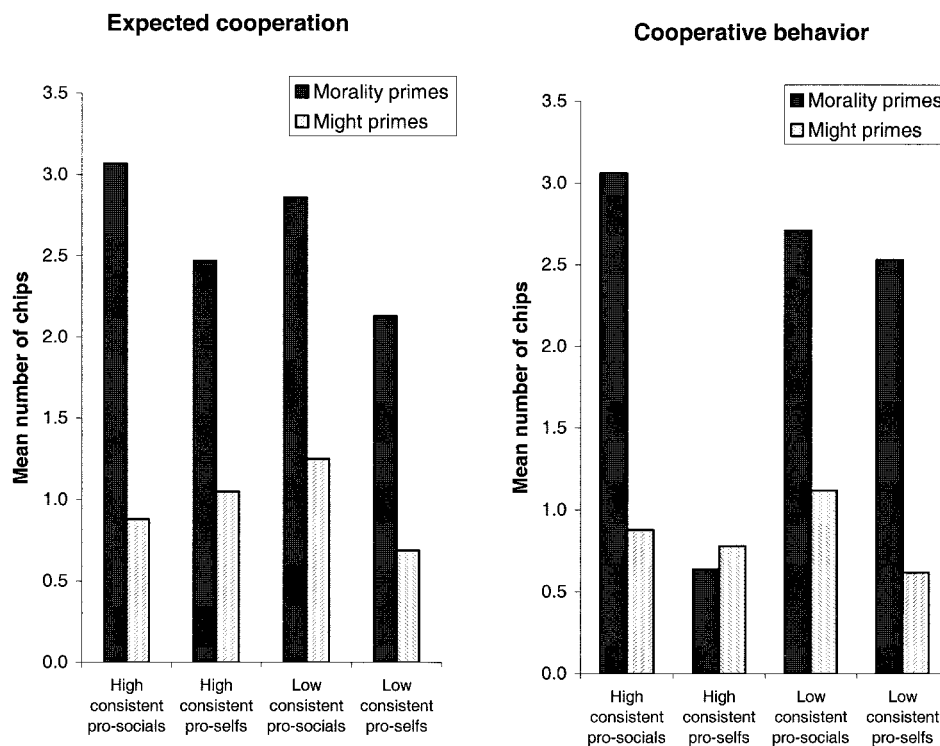 Expected cooperation
Morality primes
Might primes
3.5
3.0
2.5
2.0
1.5
1.0
0.5
0.0
Mean number of chips
High
consistent
pro-socials
High
consistent
pro-selfs
Low
consistent
pro-socials
Low
consistent
pro-selfs
Cooperative behavior
Morality primes
Might primes
3.5
3.0
2.5
2.0
1.5
1.0
0.5
0.0
Mean number of chips
High
consistent
pro-socials
High
consistent
pro-selfs
Low
consistent
pro-socials
Low
consistent
pro-selfs